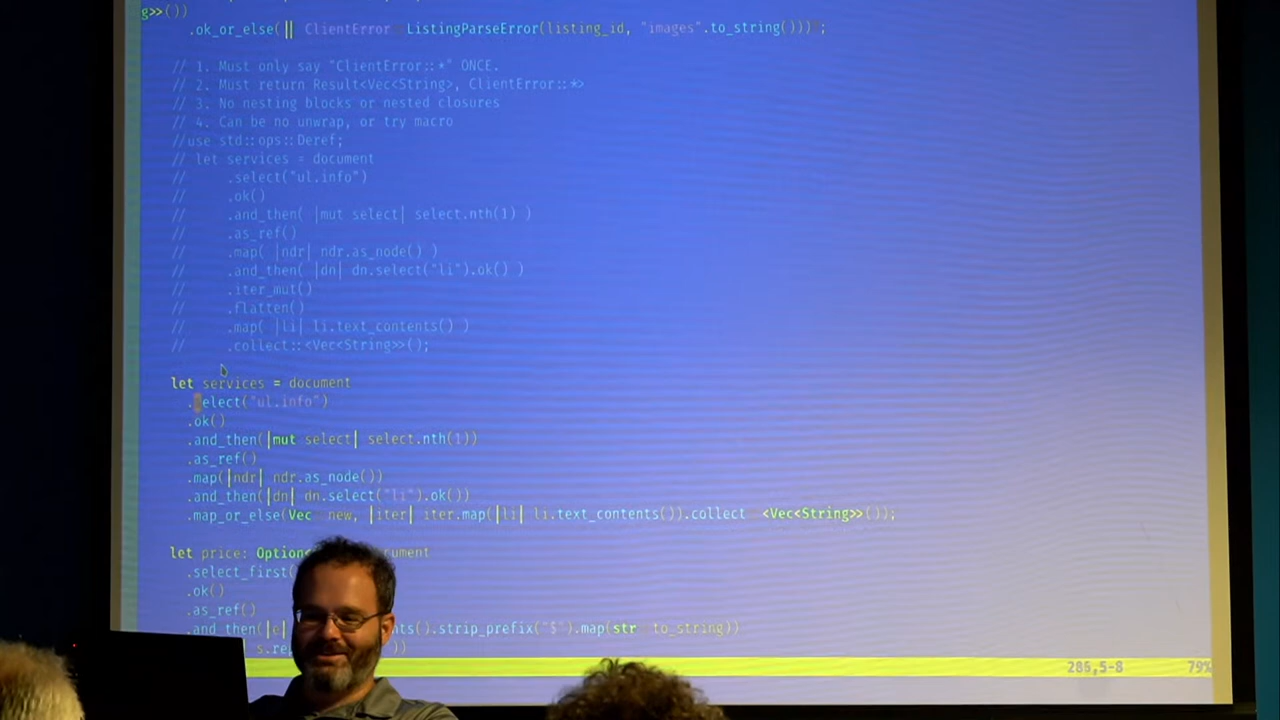 g>>())
.ok_or_else(|| ClientError ListingParseError(listing_id, "images".to_string()));
// 1. Must only say "ClientError::*" ONCE.
// 2. Must return Result<Vec<String>, ClientError::*>
// 3. No nesting blocks or nested closures
// 4. Can be no unwrap, or try macro
//use std::ops::Deref;
// let services = document
// .select("ul.info")
// .ok()
// .and_then( |mut select| select.nth(1) )
// .as_ref()
// .map( |ndr| ndr.as_node() )
// .and_then( |dn| dn.select("li").ok() )
// .iter_mut()
// .flatten()
// .map( |li| li.text_contents() )
// .collect::<Vec<String>>();
let services = document
.select("ul.info")
.ok()
.and_then(|mut select| select.nth(1))
.as_ref()
.map(|ndr| ndr.as_node())
.and_then(|dn| dn.select("li").ok())
.map_or_else(Vec new, |iter| iter.map(|li| li.text_contents()).collect <Vec<String>>());
let price: Option cument
.select_first(
.ok()
.as_ref()
.and_then(|e| nts().strip_prefix("$").map(str to_string))
| s.re ))
286,5-8 79%